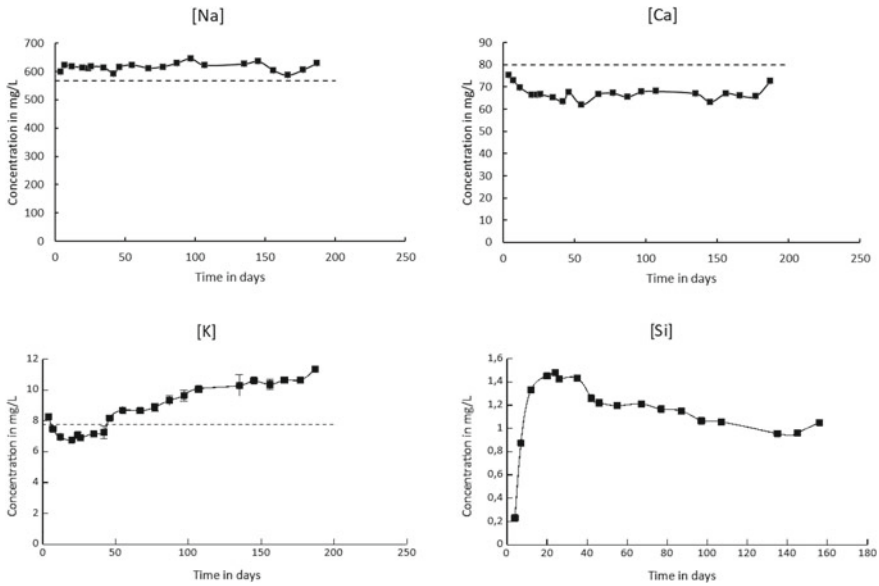 [Na]
700
600
500
400
300
200
100
0
0 50 100 150 200 250
Concentration in mg/L
Time in days
[Ca]
90
80
70
60
50
40
30
20
10
0
0 50 100 150 200 250
Concentration in mg/L
Time in days
[K]
12
10
8
6
4
2
0
0 50 100 150 200 250
Concentration in mg/L
Time in days
[Si]
1,6
1,4
1,2
1
0,8
0,6
0,4
0,2
0 20 40 60 80 100 120 140 160 180
Concentration in mg/L
Time in days